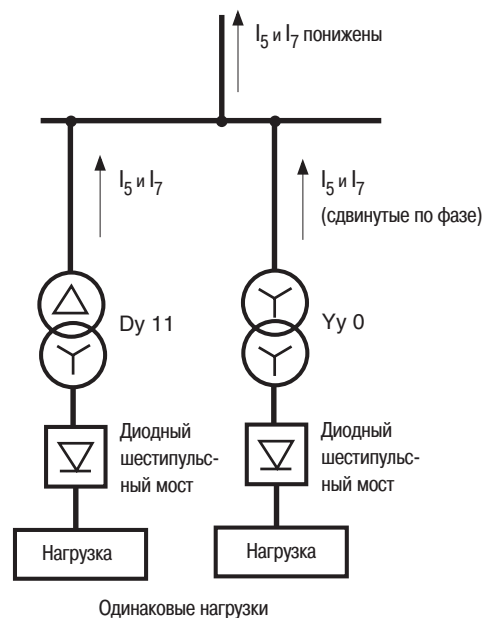 I5 и I7 понижены
I5 и I7
I5 и I7
(сдвинутые по фазе)
Dy 11
Yy 0
Диодный
шестипульс-
ный мост
Диодный
шестипульс-
ный мост
Нагрузка
Нагрузка
Одинаковые нагрузки